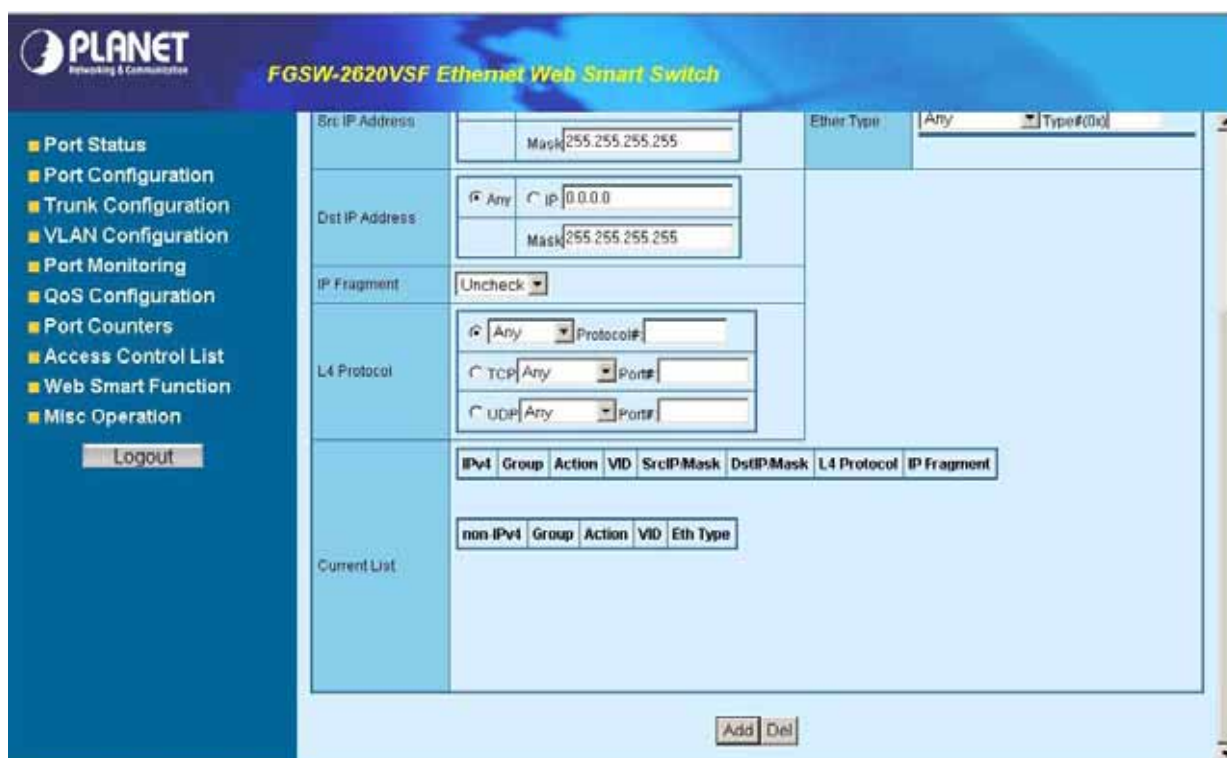 PLANET
Networking & Communication
FGSW-2620VSF Ethernet Web Smart Switch
Port Status
Port Configuration
Trunk Configuration
VLAN Configuration
Port Monitoring
QoS Configuration
Port Counters
Access Control List
Web Smart Function
Misc Operation
Logout
Src IP Address
Mask 255.255.255.255
Ether Type
Any Type#(0x)
Dst IP Address
Any IP 0.0.0.0
Mask 255.255.255.255
IP Fragment
Uncheck
L4 Protocol
Any Protocol#:
TCP Any Port#:
UDP Any Port#:
Current List
IPv4 Group Action VID SrcIP/Mask DstIP/Mask L4 Protocol IP Fragment
non-IPv4 Group Action VID Eth Type
Add Del